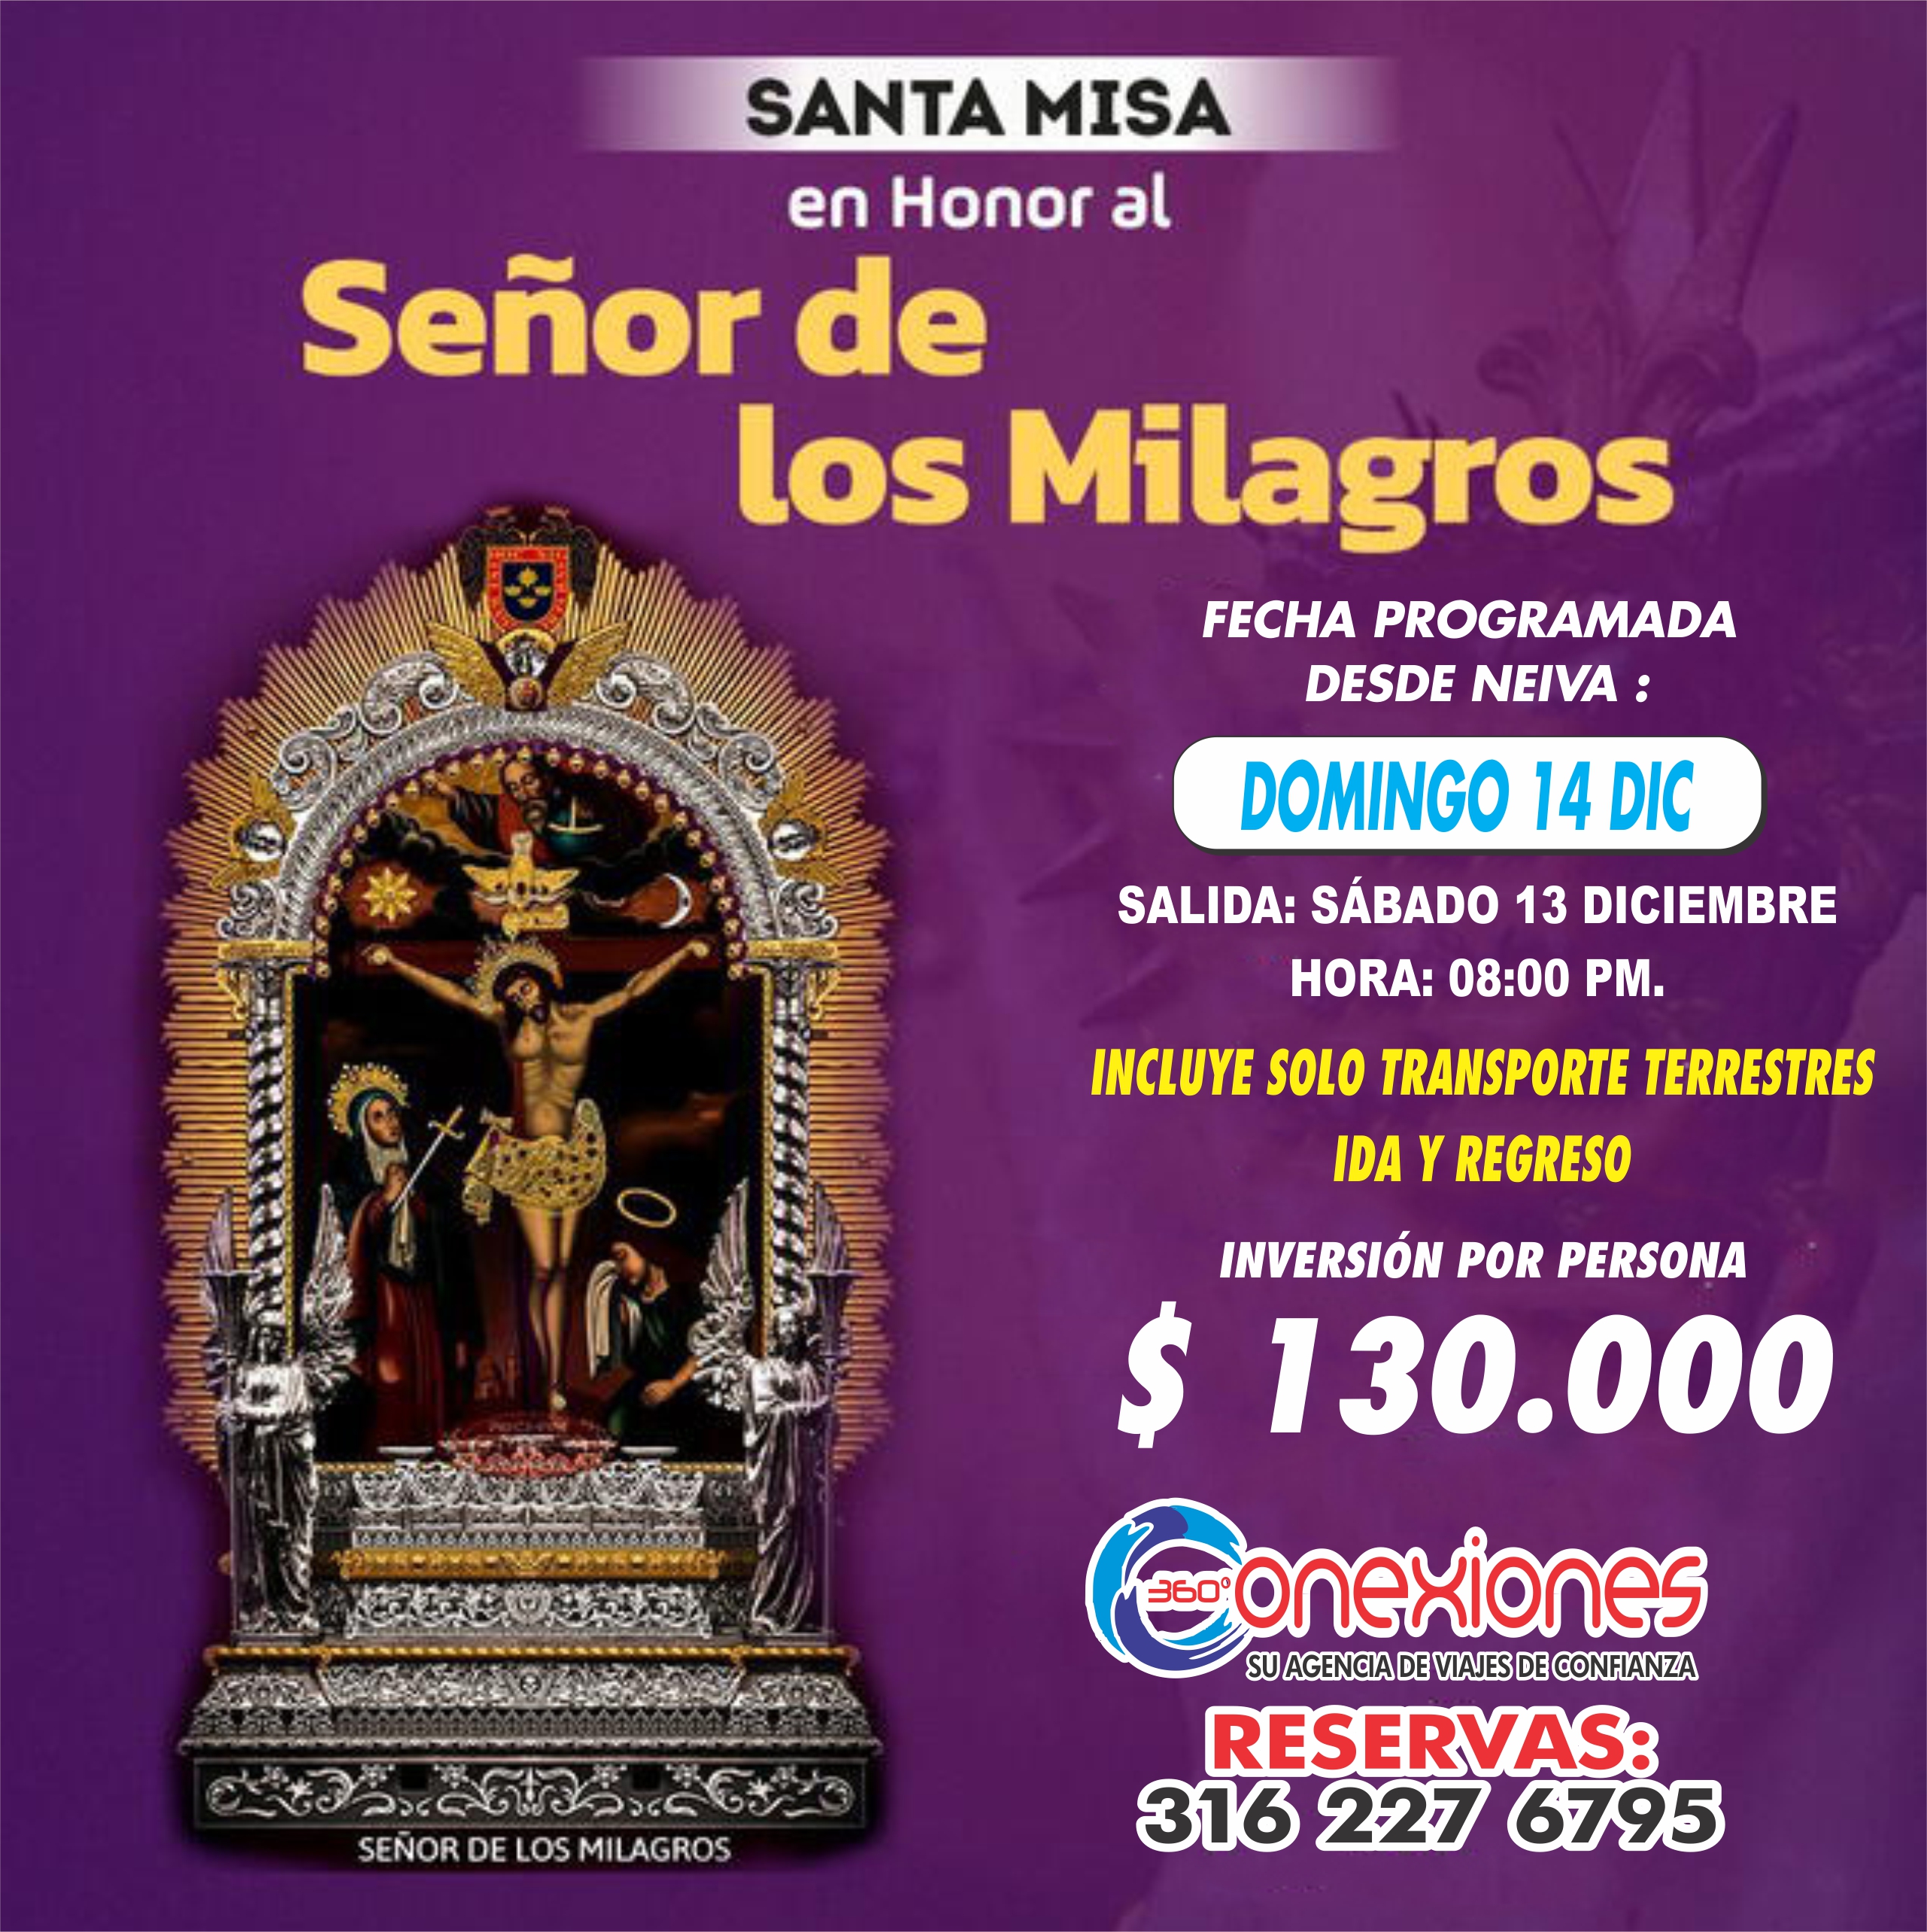 SANTA MISA
en Honor al
Señor de
los Milagros
FECHA PROGRAMADA
DESDE NEIVA :
DOMINGO 14 DIC
SALIDA: SÁBADO 13 DICIEMBRE
HORA: 08:00 PM.
INCLUYE SOLO TRANSPORTE TERRESTRES
IDA Y REGRESO
INVERSIÓN POR PERSONA
$ 130.000
360° Conexiones
SU AGENCIA DE VIAJES DE CONFIANZA
RESERVAS:
316 227 6795
SEÑOR DE LOS MILAGROS